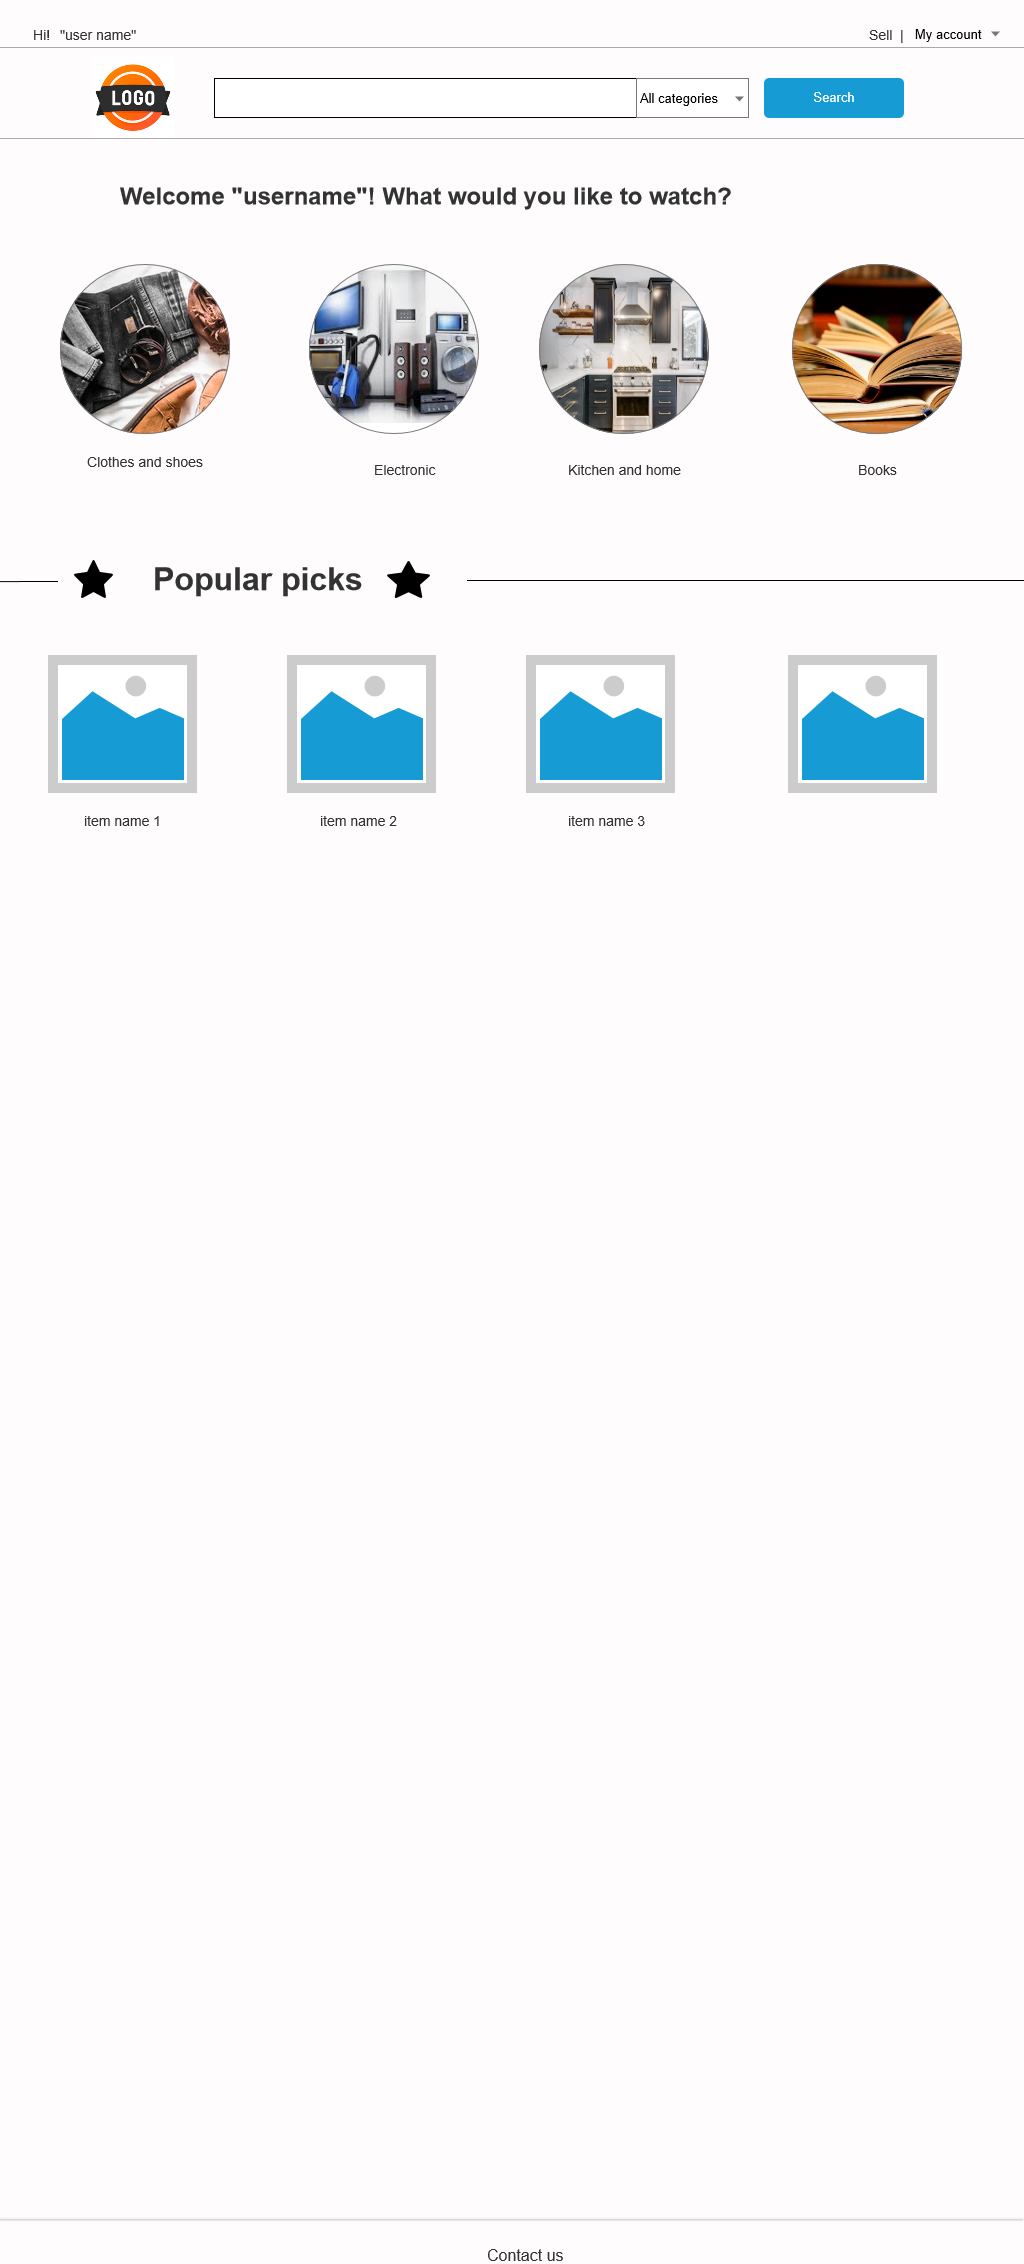 Hi! "user name"
Sell | My account
LOGO
All categories
Search
Welcome "username"! What would you like to watch?
Clothes and shoes
Electronic
Kitchen and home
Books
Popular picks
item name 1
item name 2
item name 3
Contact us